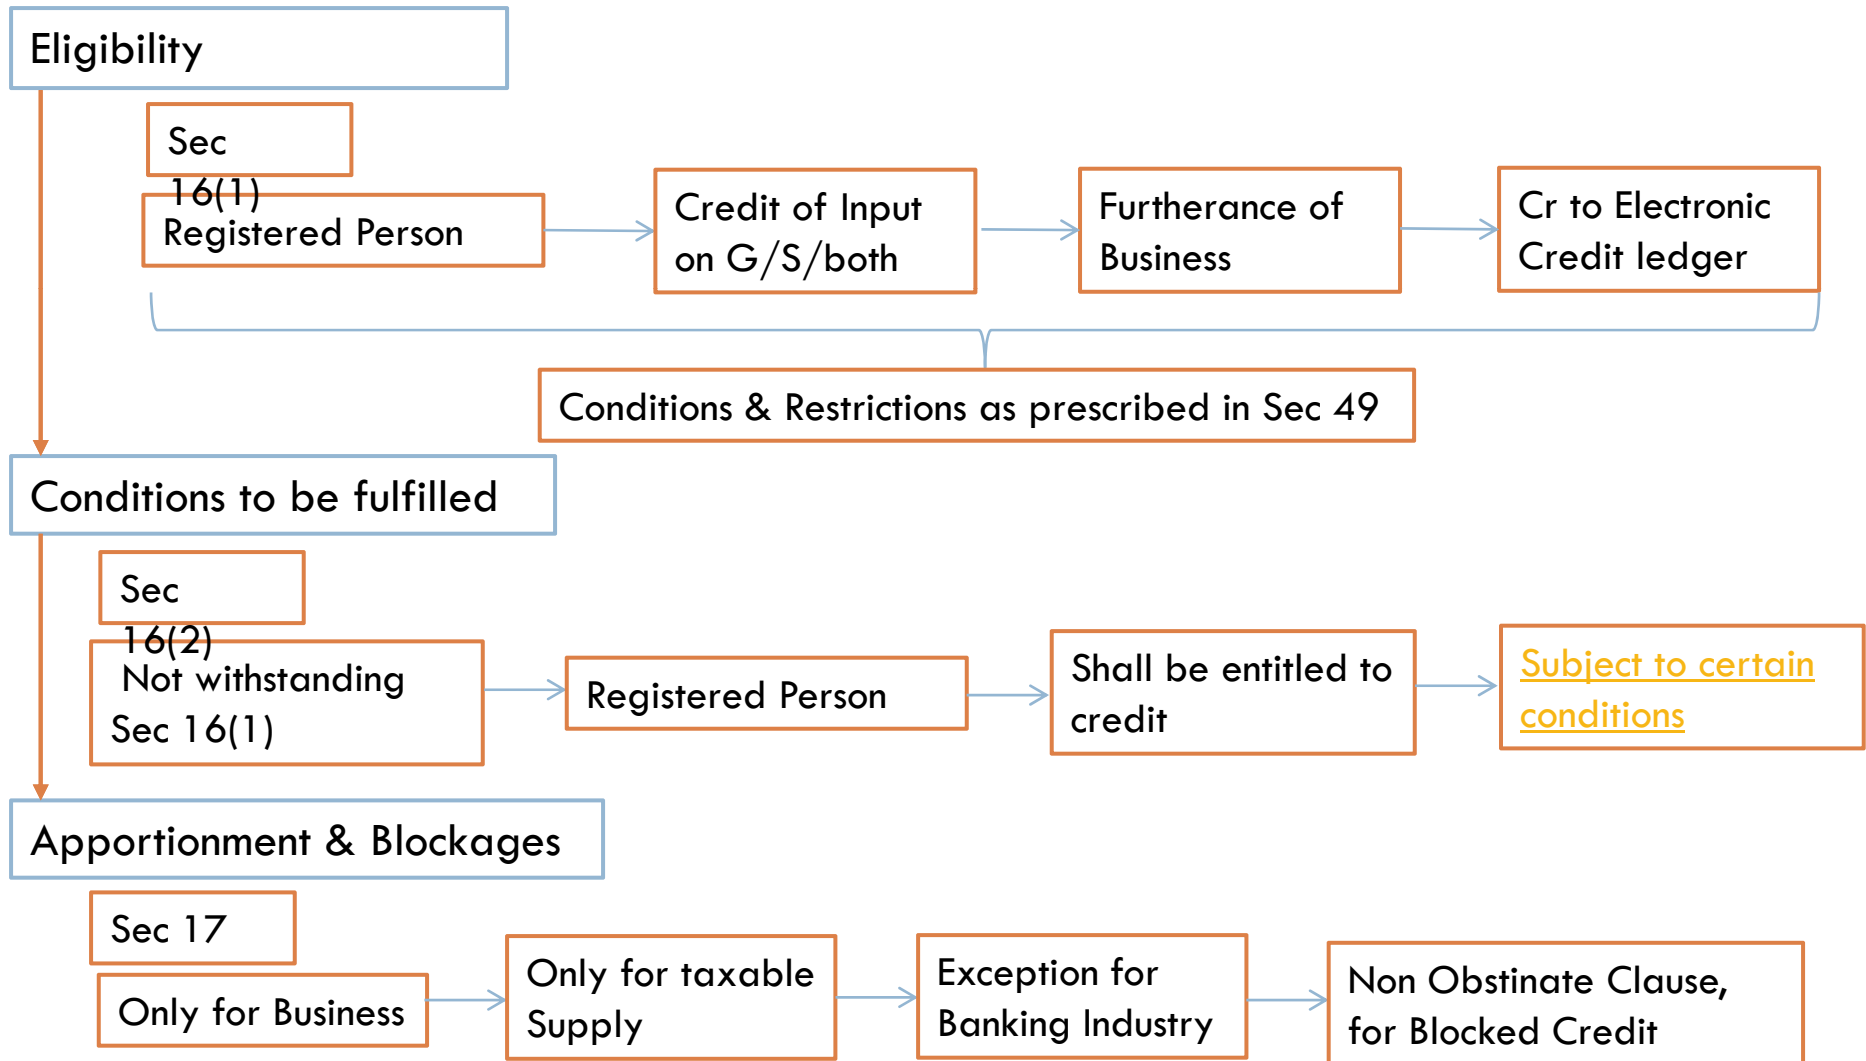 Eligibility
Sec
16(1)
Registered Person
Credit of Input
on G/S/both
Furtherance of
Business
Cr to Electronic
Credit ledger
Conditions & Restrictions as prescribed in Sec 49
Conditions to be fulfilled
Sec
16(2)
Not withstanding
Sec 16(1)
Registered Person
Shall be entitled to
credit
Subject to certain
conditions
Apportionment & Blockages
Sec 17
Only for Business
Only for taxable
Supply
Exception for
Banking Industry
Non Obstinate Clause,
for Blocked Credit